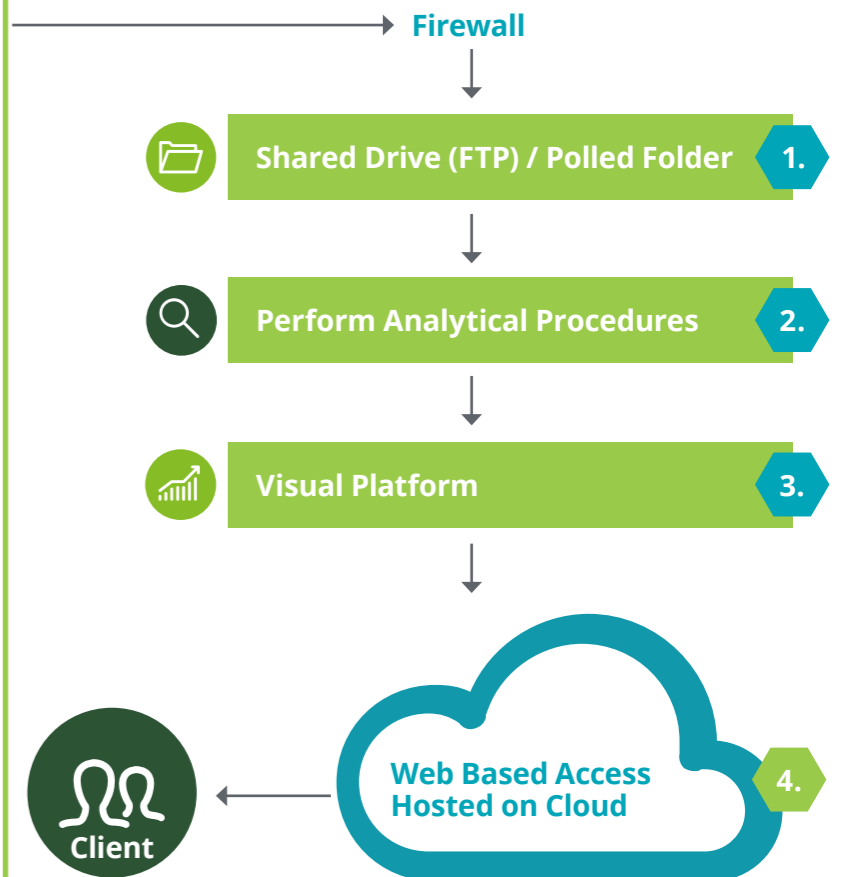 Firewall
Shared Drive (FTP) / Polled Folder
1.
Perform Analytical Procedures
2.
Visual Platform
3.
Web Based Access
Hosted on Cloud
4.
Client